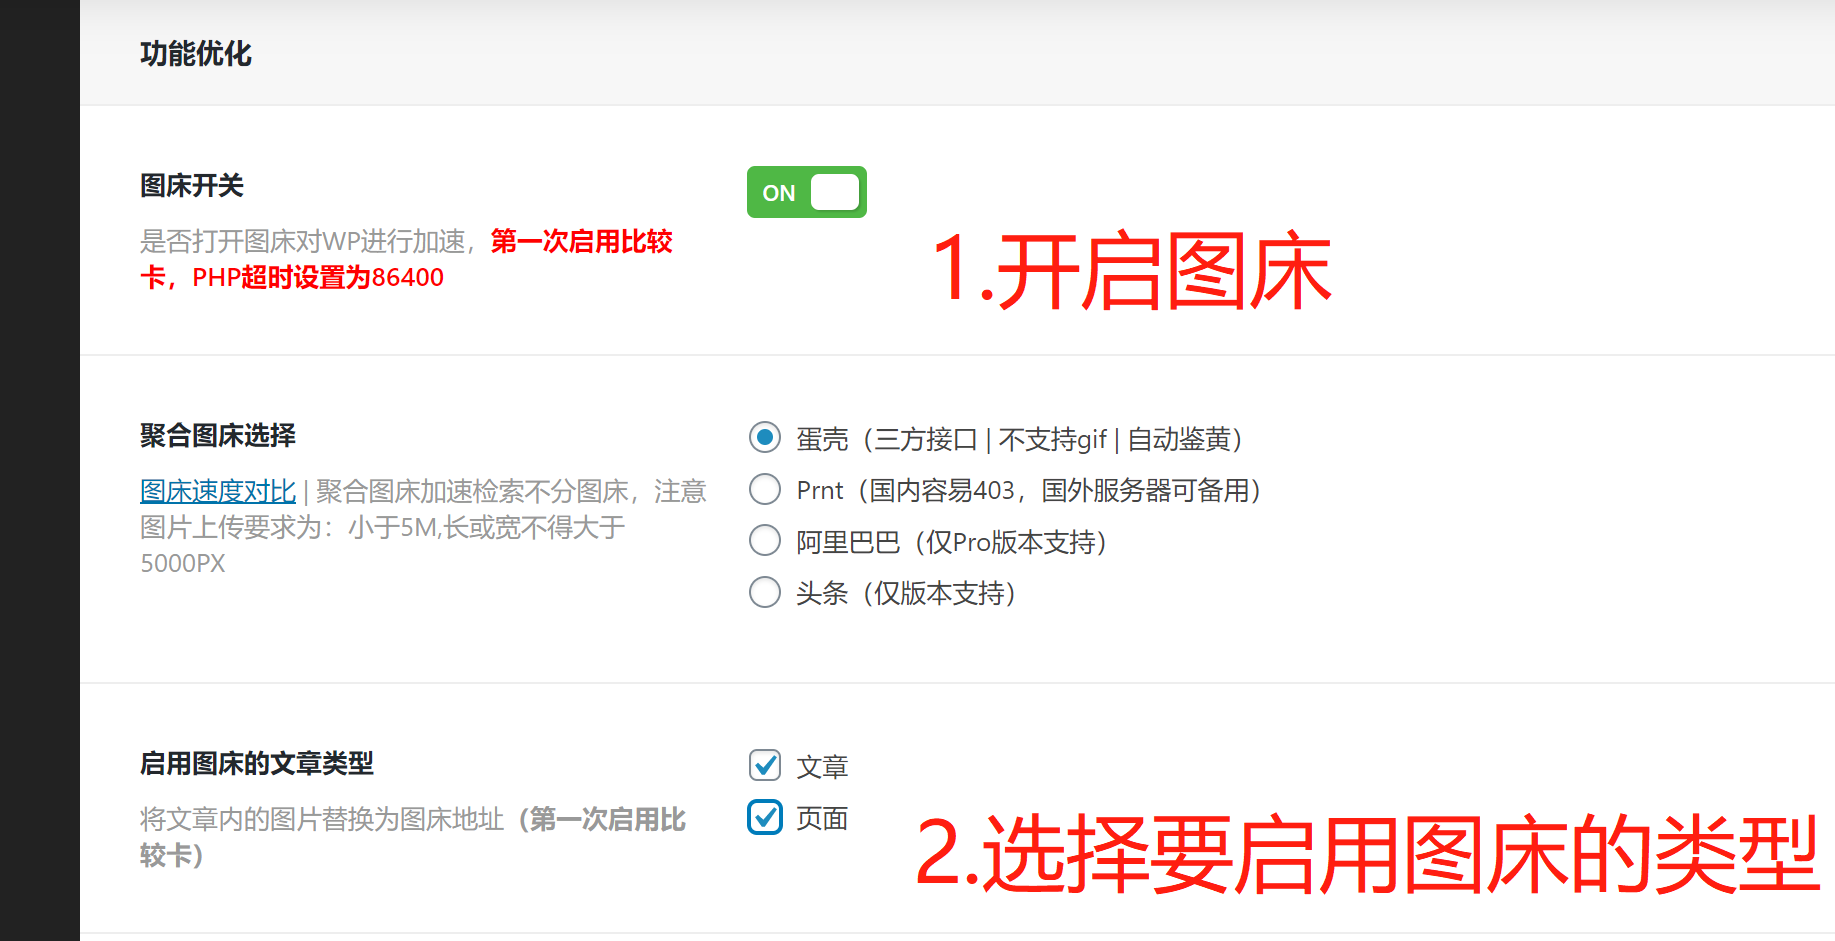 功能优化
图床开关
ON
是否打开图床对WP进行加速，第一次启用比较
卡，PHP超时设置为86400
1.开启图床
聚合图床选择
图床速度对比 | 聚合图床加速检索不分图床，注意
图片上传要求为：小于5M,长或宽不得大于
5000PX
蛋壳（三方接口 | 不支持gif | 自动鉴黄）
Prnt（国内容易403，国外服务器可备用）
阿里巴巴（仅Pro版本支持）
头条（仅版本支持）
启用图床的文章类型
将文章内的图片替换为图床地址（第一次启用比
较卡）
文章
页面
2.选择要启用图床的类型